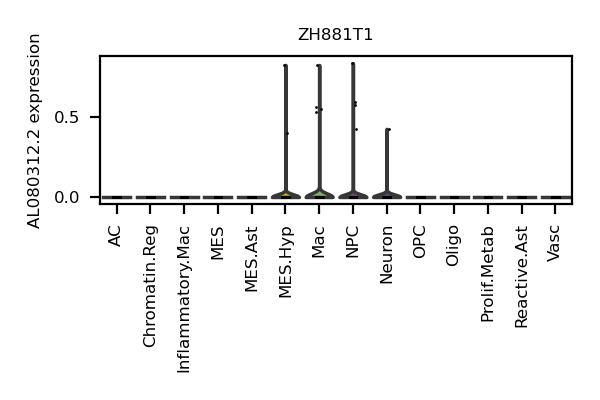 ZH881T1
AL080312.2 expression
0.5
0.0
AC
Chromatin.Reg
Inflammatory.Mac
MES
MES.Ast
MES.Hyp
Mac
NPC
Neuron
OPC
Oligo
Prolif.Metab
Reactive.Ast
Vasc